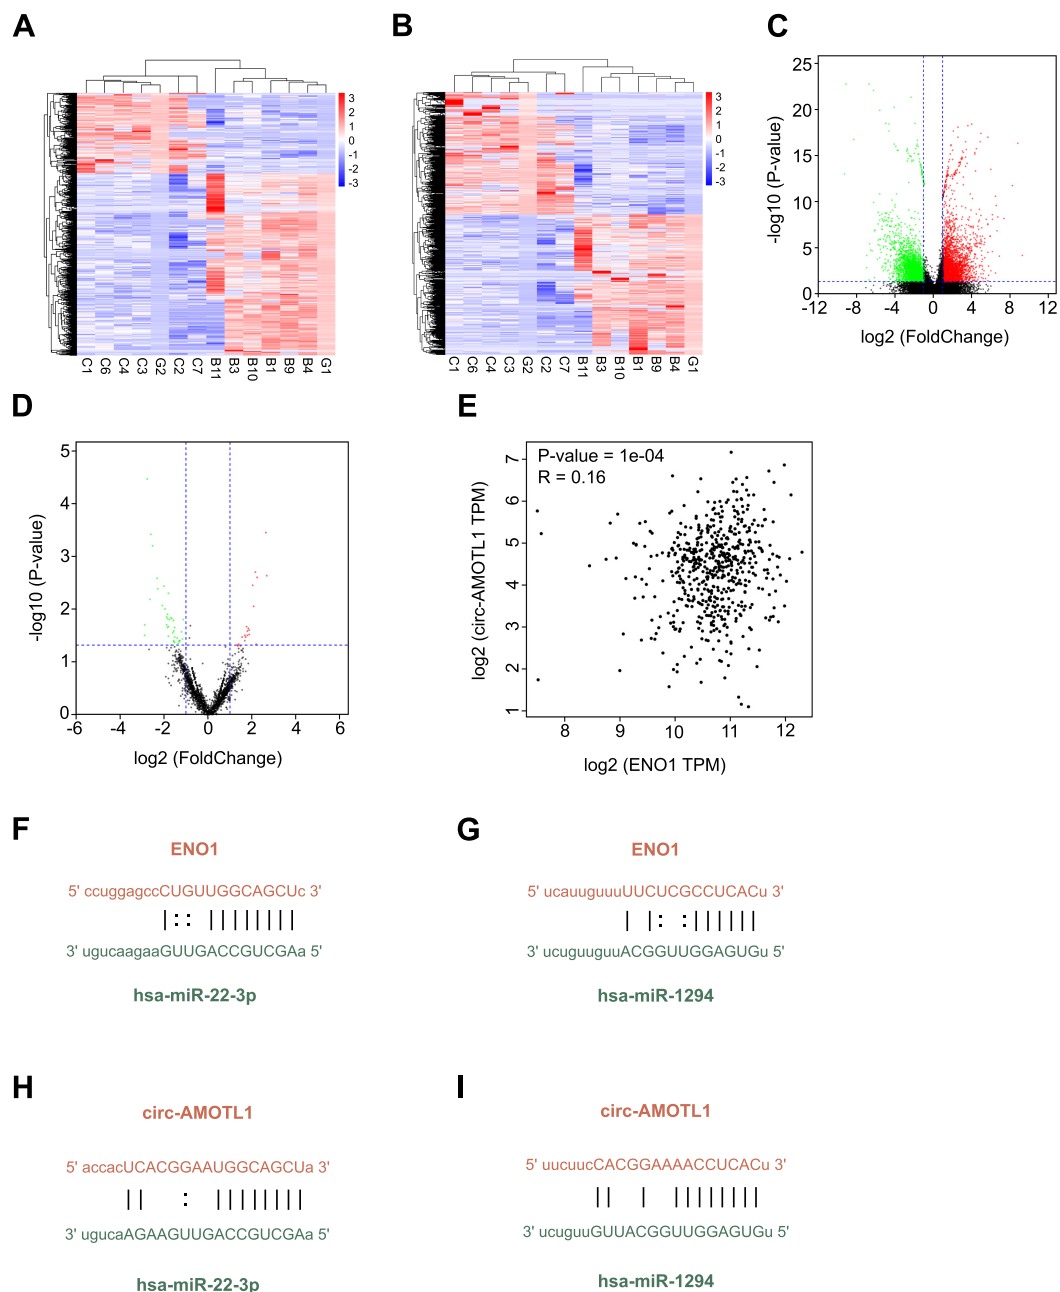 A
3
2
1
0
-1
-2
-3
C1 C6 C4 C3 G2 C2 C7 B11 B3 B10 B1 B9 B4 G1
B
3
2
1
0
-1
-2
-3
C1 C6 C4 C3 G2 C2 C7 B11 B3 B10 B1 B9 B4 G1
C
-log10 (P-value)
25
20
15
10
5
0
-12 -8 -4 0 4 8 12
log2 (FoldChange)
D
-log10 (P-value)
5
4
3
2
1
0
-6 -4 -2 0 2 4 6
log2 (FoldChange)
E
P-value = 1e-04
R = 0.16
log2 (circ-AMOTL1 TPM)
7
6
5
4
3
2
1
8 9 10 11 12
log2 (ENO1 TPM)
F
ENO1
5' ccuggagccCUGUUGGCAGCUc 3'
3' ugucaagaaGUUGACCGUCGAa 5'
hsa-miR-22-3p
G
ENO1
5' ucauuguuuUUCUCGCCUCACu 3'
3' ucuguuguuACGGUUGGAGUGu 5'
hsa-miR-1294
H
circ-AMOTL1
5' accacUCACGGAAUGGCAGCUa 3'
3' ugucaAGAAGUUGACCGUCGAa 5'
hsa-miR-22-3p
I
circ-AMOTL1
5' uucuucCACGGAAAACCUCACu 3'
3' ucuguuGUUACGGUUGGAGUGu 5'
hsa-miR-1294